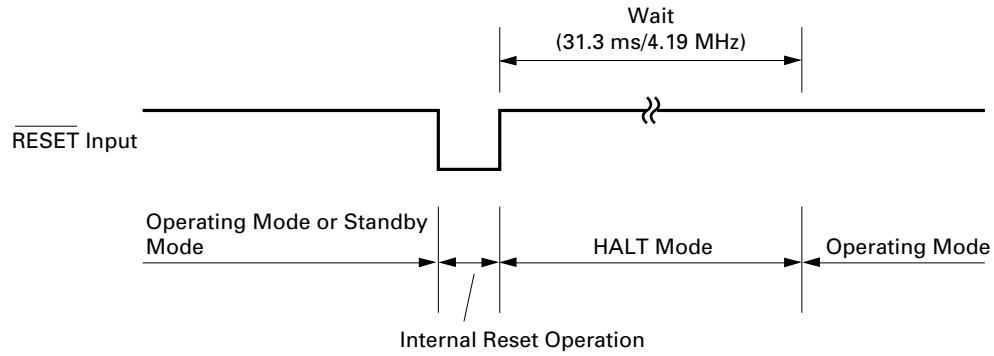 Wait
(31.3 ms/4.19 MHz)
RESET Input
Operating Mode or Standby
Mode
HALT Mode
Operating Mode
Internal Reset Operation